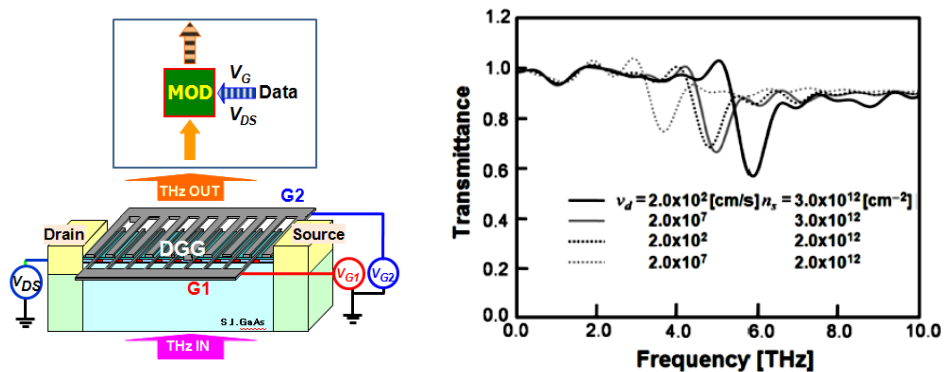 V_G
MOD
Data
V_DS
THz OUT
G2
Drain
Source
DGG
V_DS
G1
V_G1
V_G2
S.I.GaAs
THz IN
Transmittance
1.2
1.0
0.8
0.6
0.4
0.2
0.0
v_d = 2.0x10^2 [cm/s] n_s = 3.0x10^12 [cm^-2]
2.0x10^7 3.0x10^12
2.0x10^2 2.0x10^12
2.0x10^7 2.0x10^12
0.0 2.0 4.0 6.0 8.0 10.0
Frequency [THz]